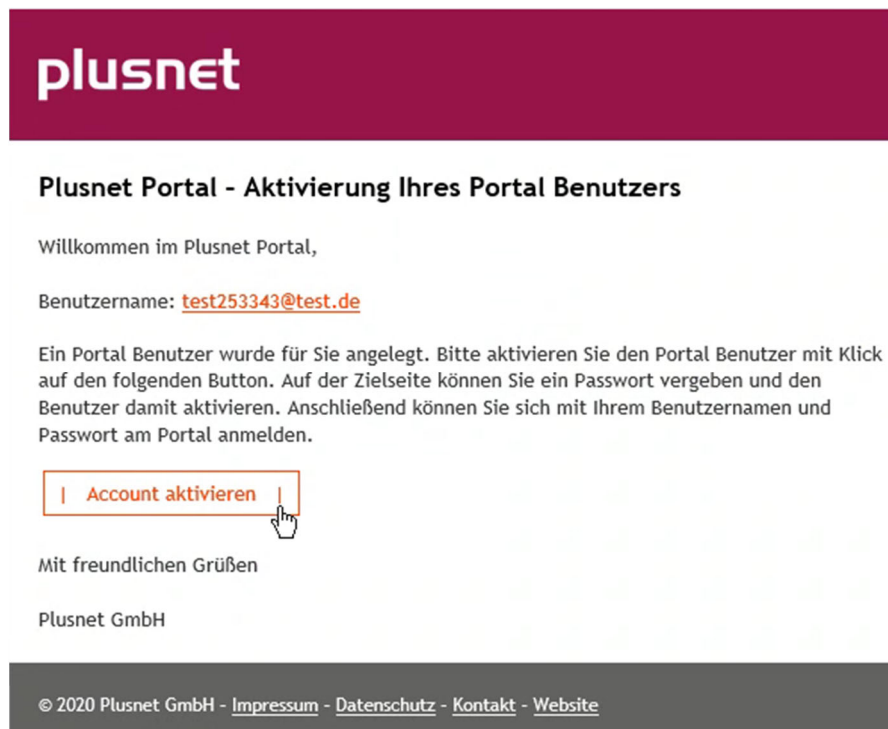 plusnet
Plusnet Portal - Aktivierung Ihres Portal Benutzers
Willkommen im Plusnet Portal,
Benutzername: test253343@test.de
Ein Portal Benutzer wurde für Sie angelegt. Bitte aktivieren Sie den Portal Benutzer mit Klick
auf den folgenden Button. Auf der Zielseite können Sie ein Passwort vergeben und den
Benutzer damit aktivieren. Anschließend können Sie sich mit Ihrem Benutzernamen und
Passwort am Portal anmelden.
| Account aktivieren |
Mit freundlichen Grüßen
Plusnet GmbH
© 2020 Plusnet GmbH - Impressum - Datenschutz - Kontakt - Website